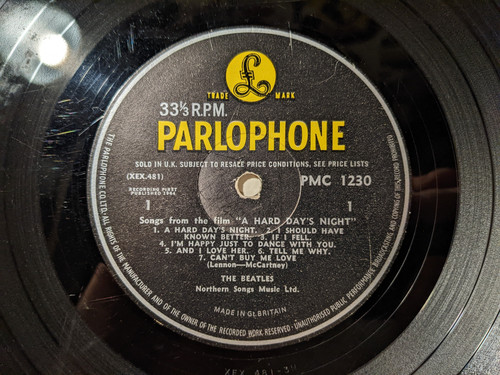 £
TRADE MARK
33⅓ R.P.M.
PARLOPHONE
SOLD IN U.K. SUBJECT TO RESALE PRICE CONDITIONS, SEE PRICE LISTS
(XEX.481)
RECORDING FIRST
PUBLISHED 1964
PMC 1230
1
1
Songs from the film "A HARD DAY'S NIGHT"
1. A HARD DAY'S NIGHT. 2. I SHOULD HAVE
KNOWN BETTER. 3. IF I FELL.
4. I'M HAPPY JUST TO DANCE WITH YOU.
5. AND I LOVE HER. 6. TELL ME WHY.
7. CAN'T BUY ME LOVE
(Lennon—McCartney)
THE BEATLES
Northern Songs Music Ltd.
MADE IN GT. BRITAIN
THE PARLOPHONE CO. LTD. ALL RIGHTS OF THE MANUFACTURER AND OF THE OWNER OF THE RECORDED WORK RESERVED · UNAUTHORISED PUBLIC PERFORMANCE, BROADCASTING AND COPYING OF THIS RECORD PROHIBITED
XEX 481-3N